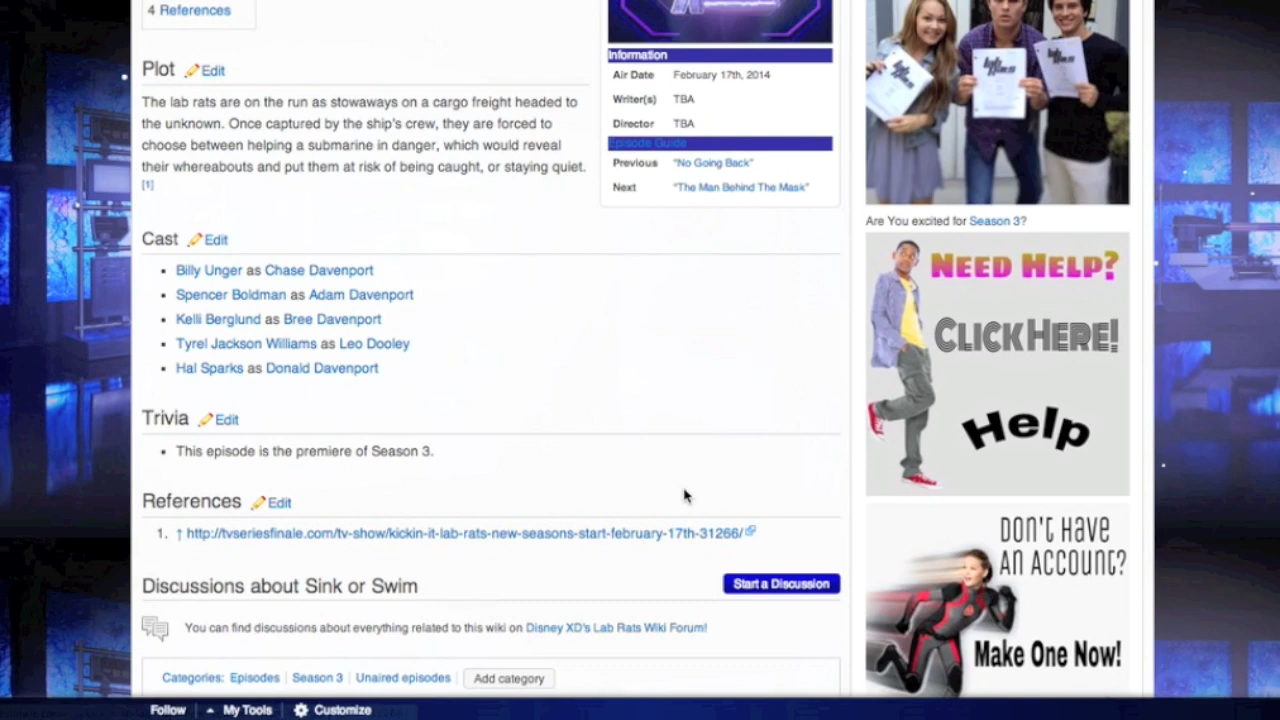 4 References
Plot Edit
The lab rats are on the run as stowaways on a cargo freight headed to
the unknown. Once captured by the ship's crew, they are forced to
choose between helping a submarine in danger, which would reveal
their whereabouts and put them at risk of being caught, or staying quiet.
[1]
Information
Air Date February 17th, 2014
Writer(s) TBA
Director TBA
Episode Guide
Previous "No Going Back"
Next "The Man Behind The Mask"
Cast Edit
Billy Unger as Chase Davenport
Spencer Boldman as Adam Davenport
Kelli Berglund as Bree Davenport
Tyrel Jackson Williams as Leo Dooley
Hal Sparks as Donald Davenport
Trivia Edit
This episode is the premiere of Season 3.
References Edit
1. ↑ http://tvseriesfinale.com/tv-show/kickin-it-lab-rats-new-seasons-start-february-17th-31266/
Discussions about Sink or Swim Start a Discussion
You can find discussions about everything related to this wiki on Disney XD's Lab Rats Wiki Forum!
Categories: Episodes Season 3 Unaired episodes Add category
lab RATS
lab RATS
lab RATS
Are You excited for Season 3?
NEED HELP?
CLICK HERE!
Help
DON'T HAVE
AN ACCOUNT?
Make One Now!
Follow My Tools Customize